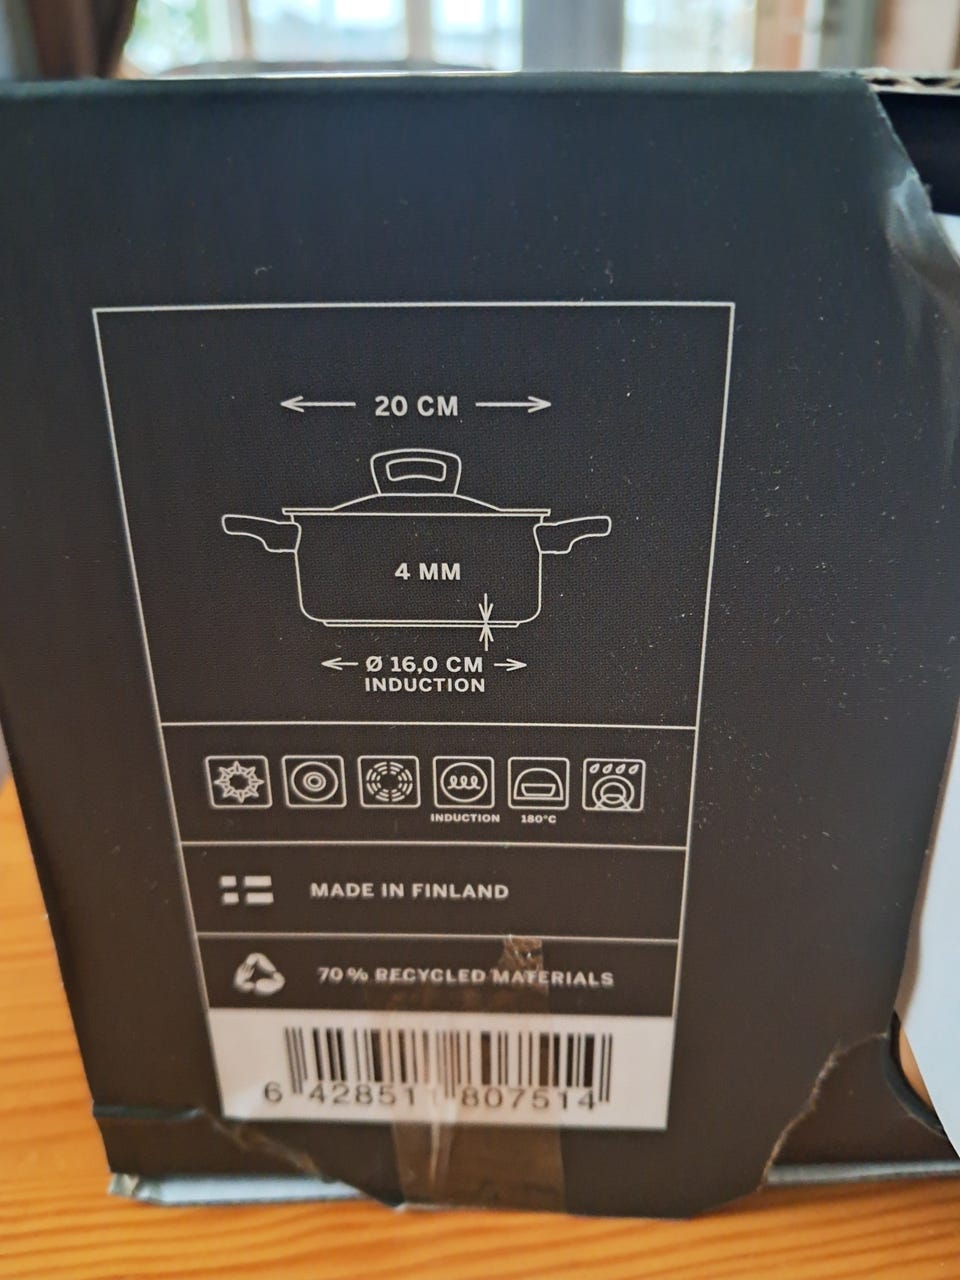 20 CM
4 MM
Ø 16,0 CM
INDUCTION
INDUCTION
180°C
MADE IN FINLAND
70 % RECYCLED MATERIALS
6 428511 807514